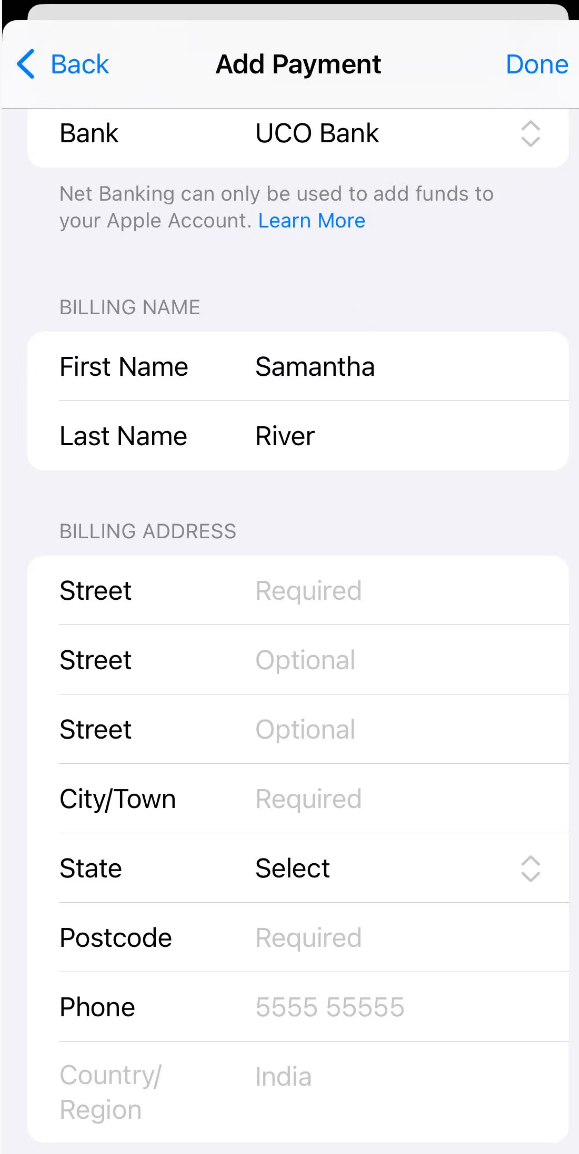 Back Add Payment Done
Bank UCO Bank
Net Banking can only be used to add funds to
your Apple Account. Learn More
BILLING NAME
First Name Samantha
Last Name River
BILLING ADDRESS
Street Required
Street Optional
Street Optional
City/Town Required
State Select
Postcode Required
Phone 5555 55555
Country/ India
Region